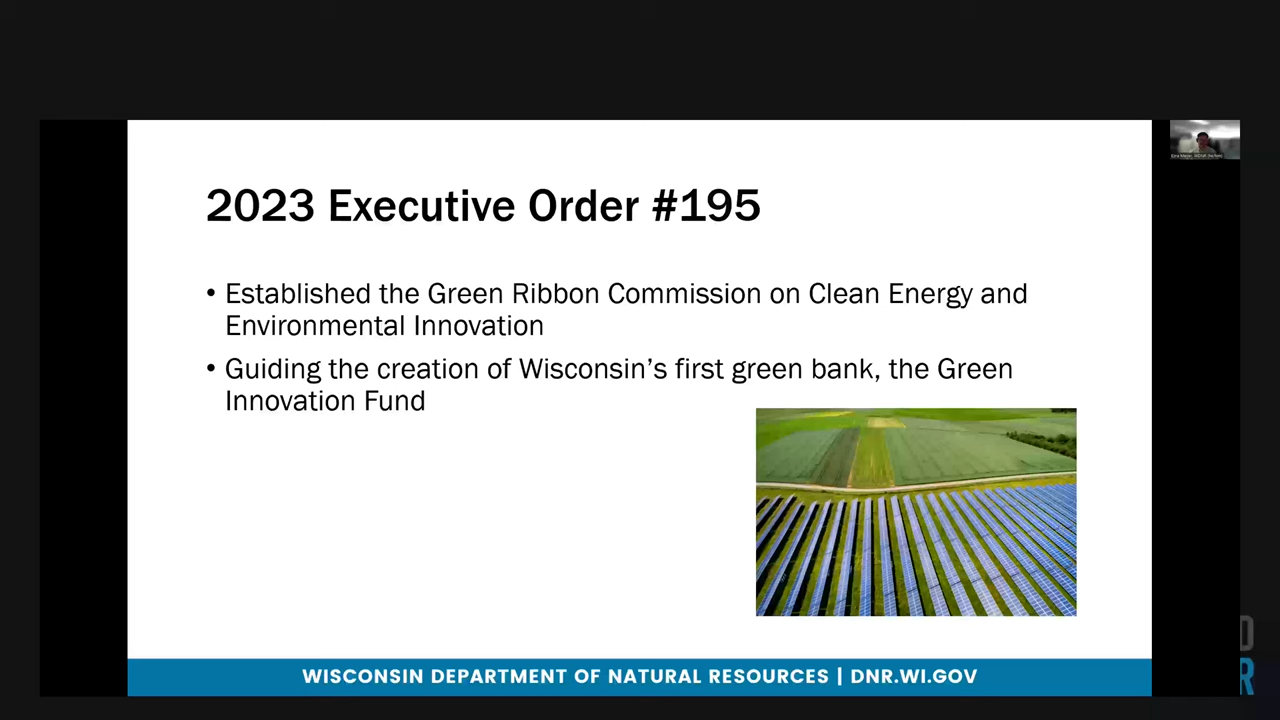 2023 Executive Order #195
• Established the Green Ribbon Commission on Clean Energy and
Environmental Innovation
• Guiding the creation of Wisconsin’s first green bank, the Green
Innovation Fund
WISCONSIN DEPARTMENT OF NATURAL RESOURCES | DNR.WI.GOV